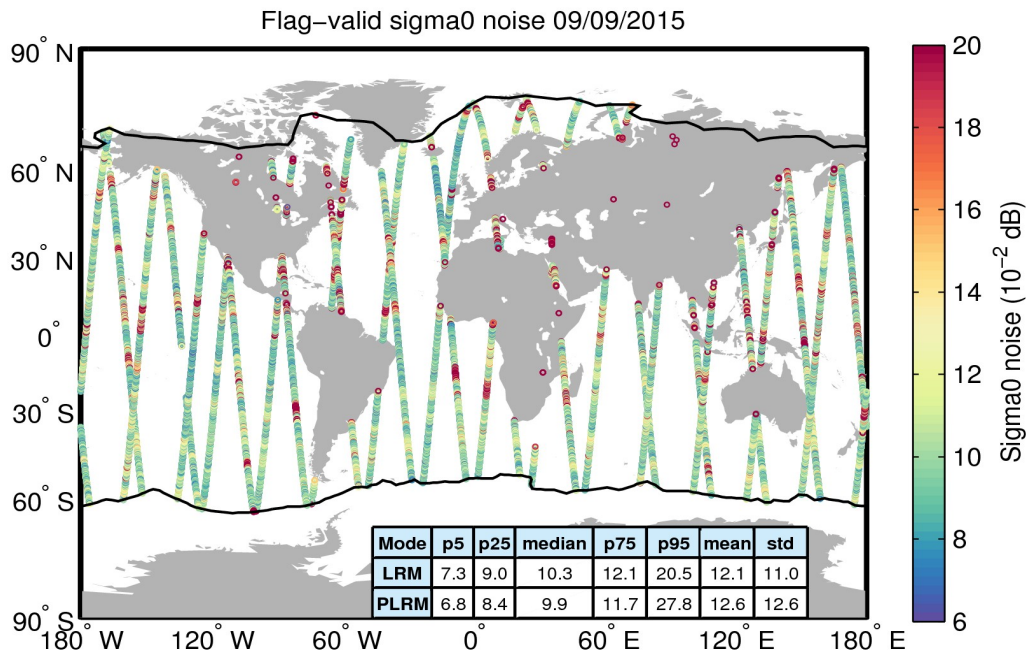 Flag−valid sigma0 noise 09/09/2015
90° N
60° N
30° N
0°
30° S
60° S
90° S
180° W 120° W 60° W 0° 60° E 120° E 180° E
Mode p5 p25 median p75 p95 mean std
LRM 7.3 9.0 10.3 12.1 20.5 12.1 11.0
PLRM 6.8 8.4 9.9 11.7 27.8 12.6 12.6
20
18
16
14
12
10
8
6
Sigma0 noise (10⁻² dB)